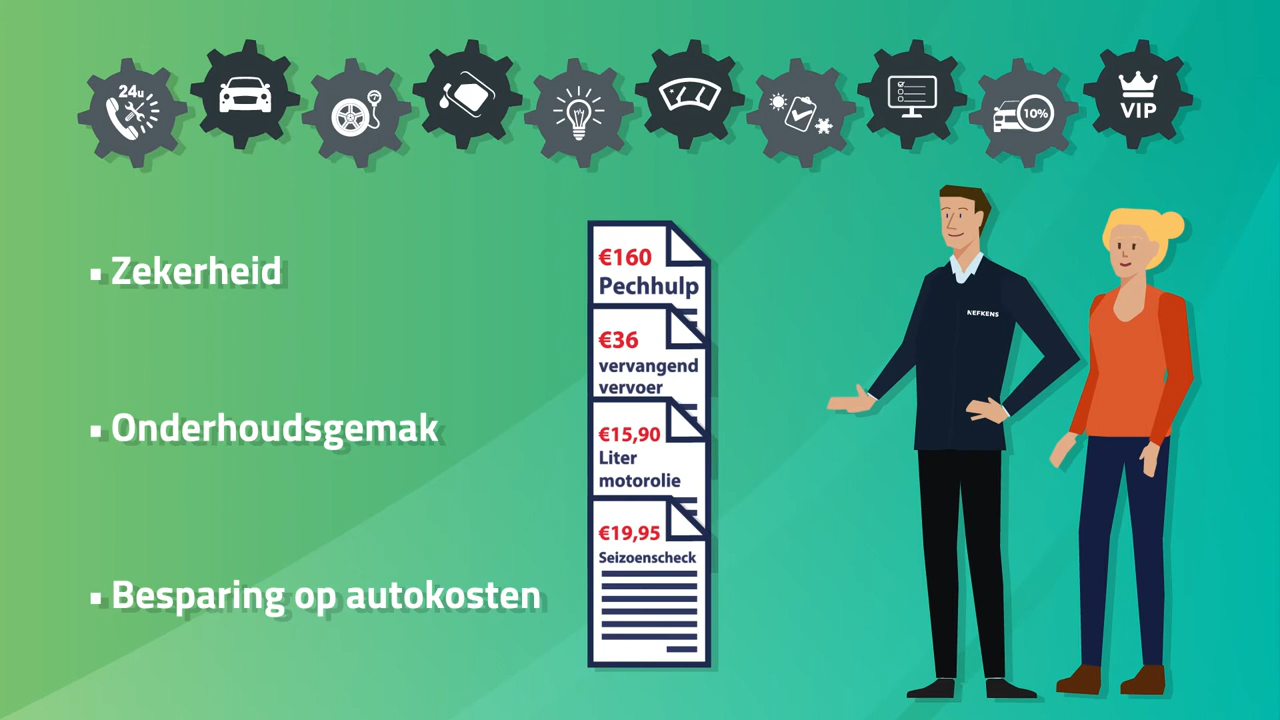 24u
10%
VIP
▪ Zekerheid
▪ Onderhoudsgemak
▪ Besparing op autokosten
€160
Pechhulp
€36
vervangend
vervoer
€15,90
Liter
motorolie
€19,95
Seizoenscheck
NEFKENS